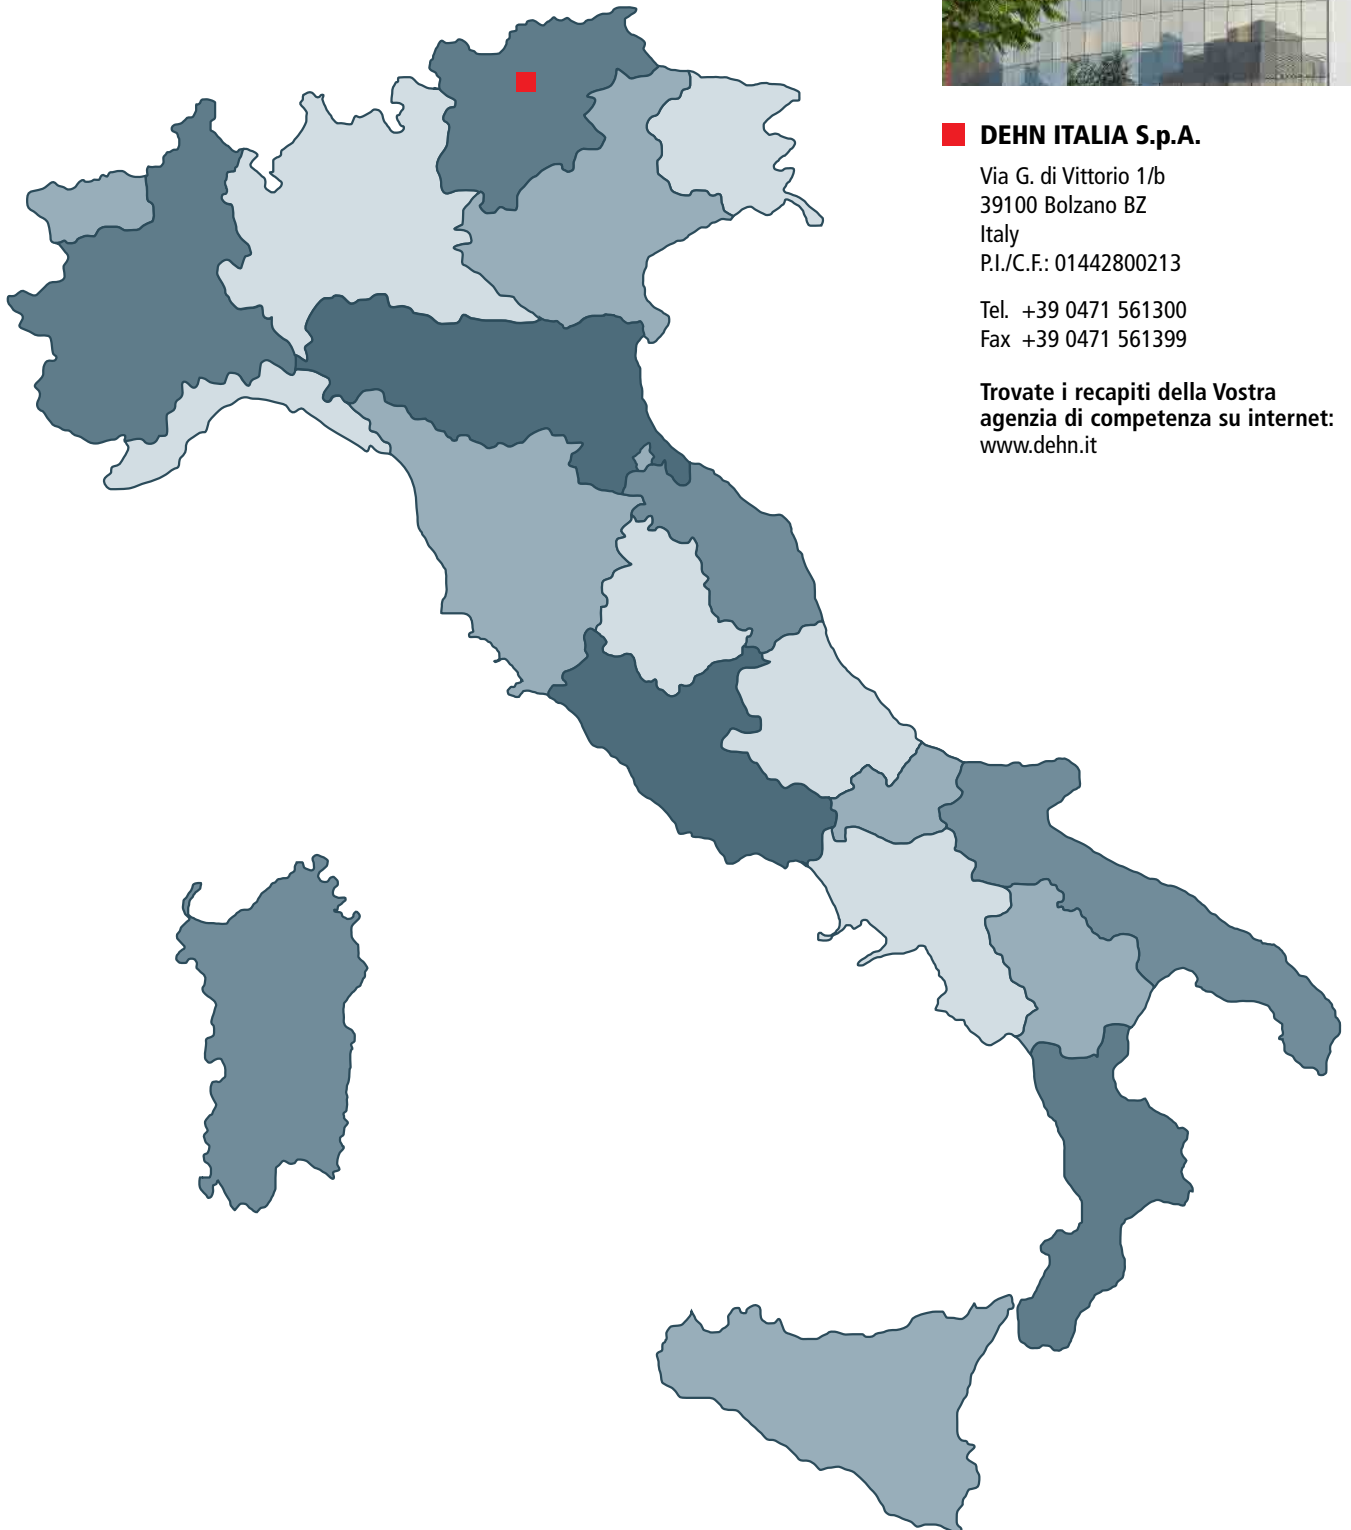 DEHN ITALIA S.p.A.
Via G. di Vittorio 1/b
39100 Bolzano BZ
Italy
P.I./C.F.: 01442800213
Tel. +39 0471 561300
Fax +39 0471 561399
Trovate i recapiti della Vostra
agenzia di competenza su internet:
www.dehn.it